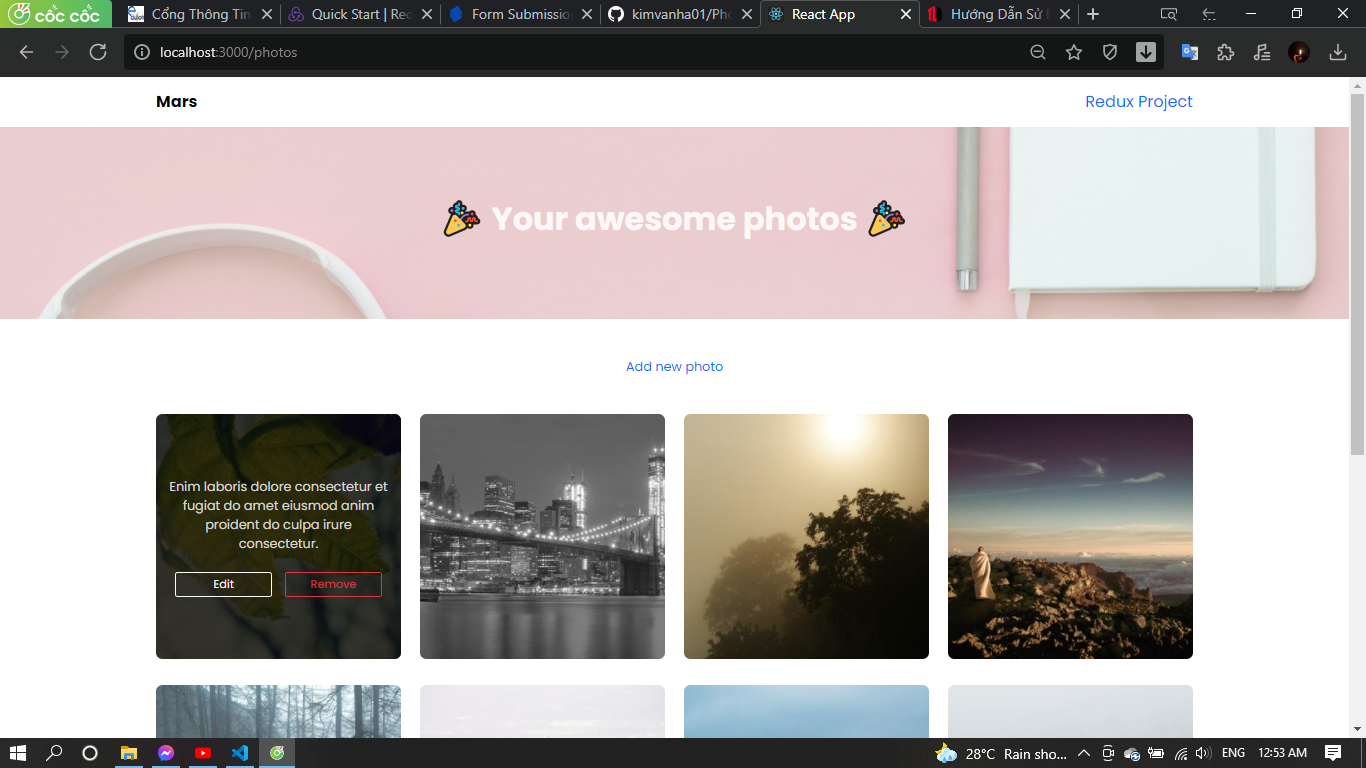 cốc cốc
Cổng Thông Tin
Quick Start | Red
Form Submissio
kimvanha01/Pho
React App
Hướng Dẫn Sử
localhost:3000/photos
Mars
Redux Project
🎉 Your awesome photos 🎉
Add new photo
Enim laboris dolore consectetur et
fugiat do amet eiusmod anim
proident do culpa irure
consectetur.
Edit
Remove
28°C Rain sho...
ENG
12:53 AM